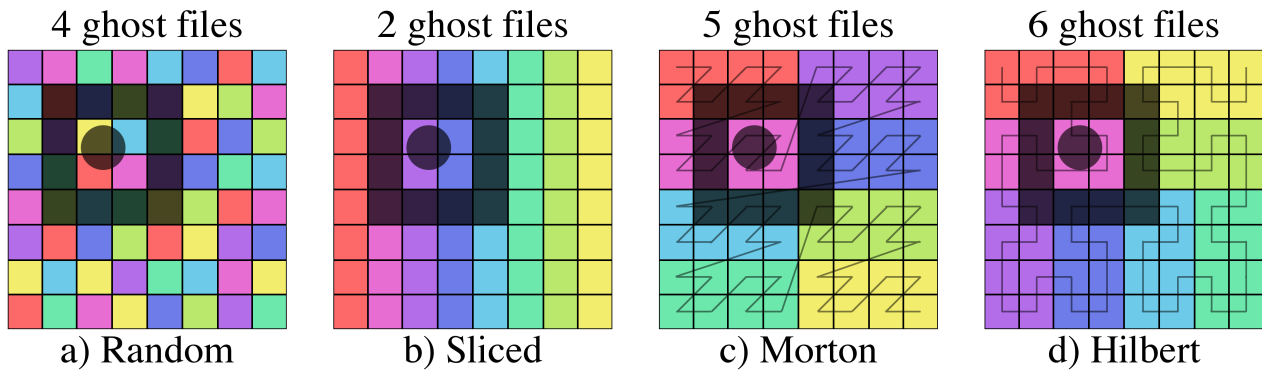 4 ghost files
2 ghost files
5 ghost files
6 ghost files
a) Random
b) Sliced
c) Morton
d) Hilbert